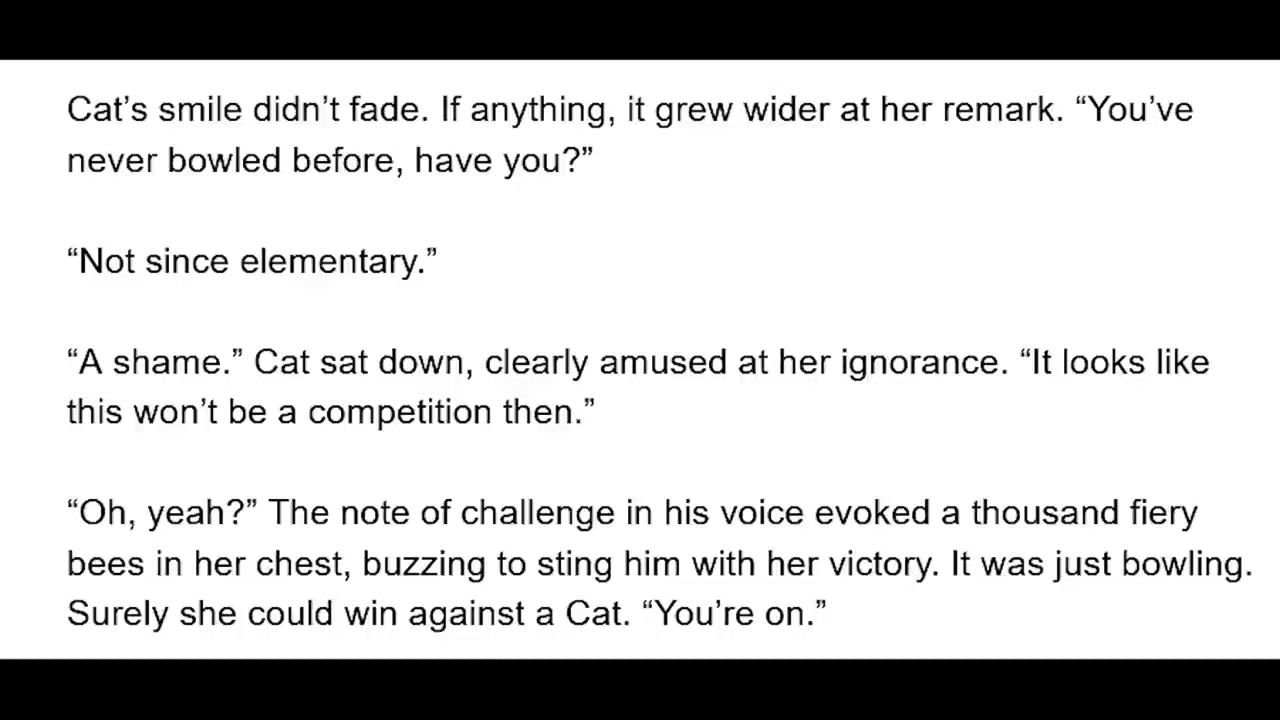 Cat’s smile didn’t fade. If anything, it grew wider at her remark. “You’ve
never bowled before, have you?”
“Not since elementary.”
“A shame.” Cat sat down, clearly amused at her ignorance. “It looks like
this won’t be a competition then.”
“Oh, yeah?” The note of challenge in his voice evoked a thousand fiery
bees in her chest, buzzing to sting him with her victory. It was just bowling.
Surely she could win against a Cat. “You’re on.”